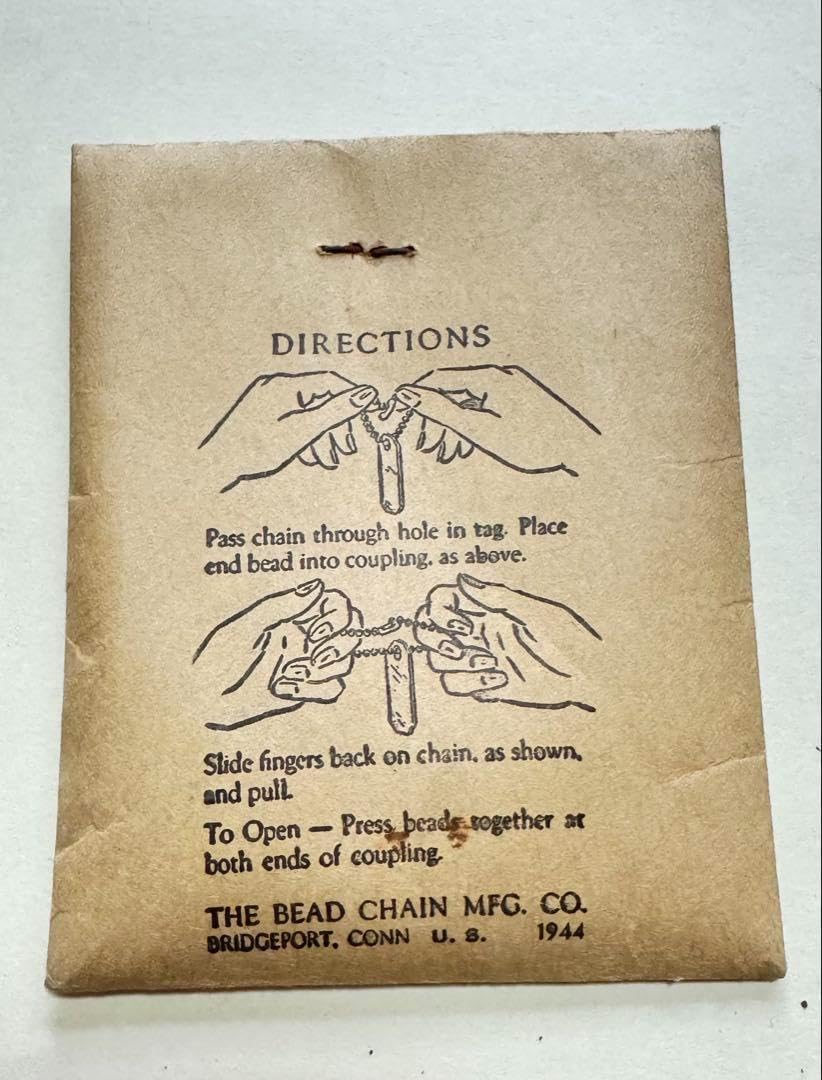 DIRECTIONS
Pass chain through hole in tag. Place
end bead into coupling, as above.
Slide fingers back on chain, as shown,
and pull.
To Open — Press beads together at
both ends of coupling.
THE BEAD CHAIN MFG. CO.
BRIDGEPORT, CONN U. S. 1944